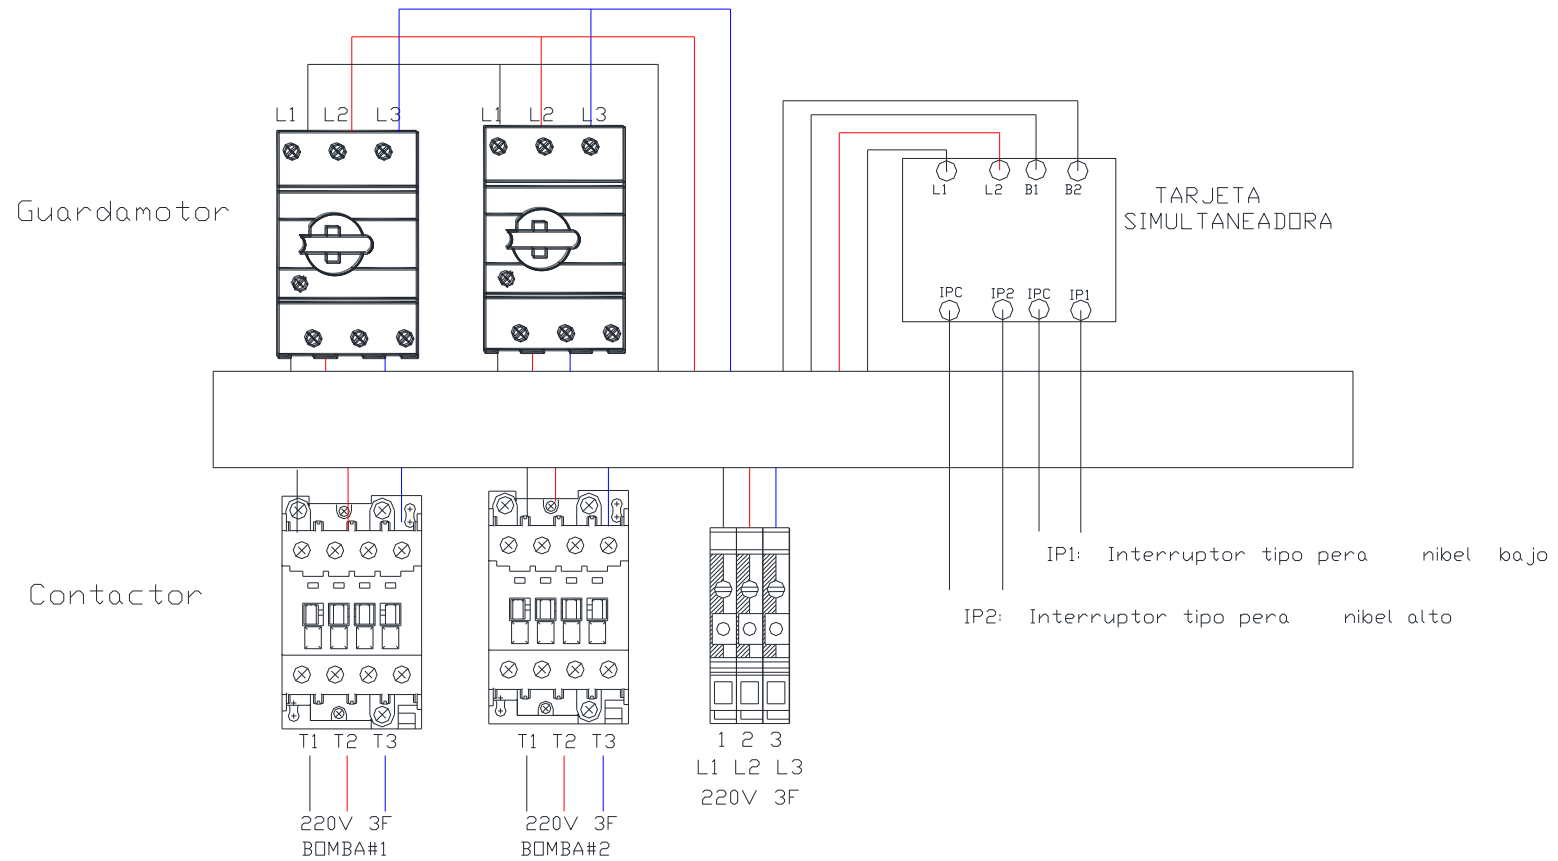 L1 L2 L3
L1 L2 L3
Guardamotor
L1 L2 B1 B2
TARJETA
SIMULTANEADORA
IPC IP2 IPC IP1
IP1: Interruptor tipo pera nibel bajo
IP2: Interruptor tipo pera nibel alto
Contactor
T1 T2 T3
220V 3F
BOMBA#1
T1 T2 T3
220V 3F
BOMBA#2
1 2 3
L1 L2 L3
220V 3F